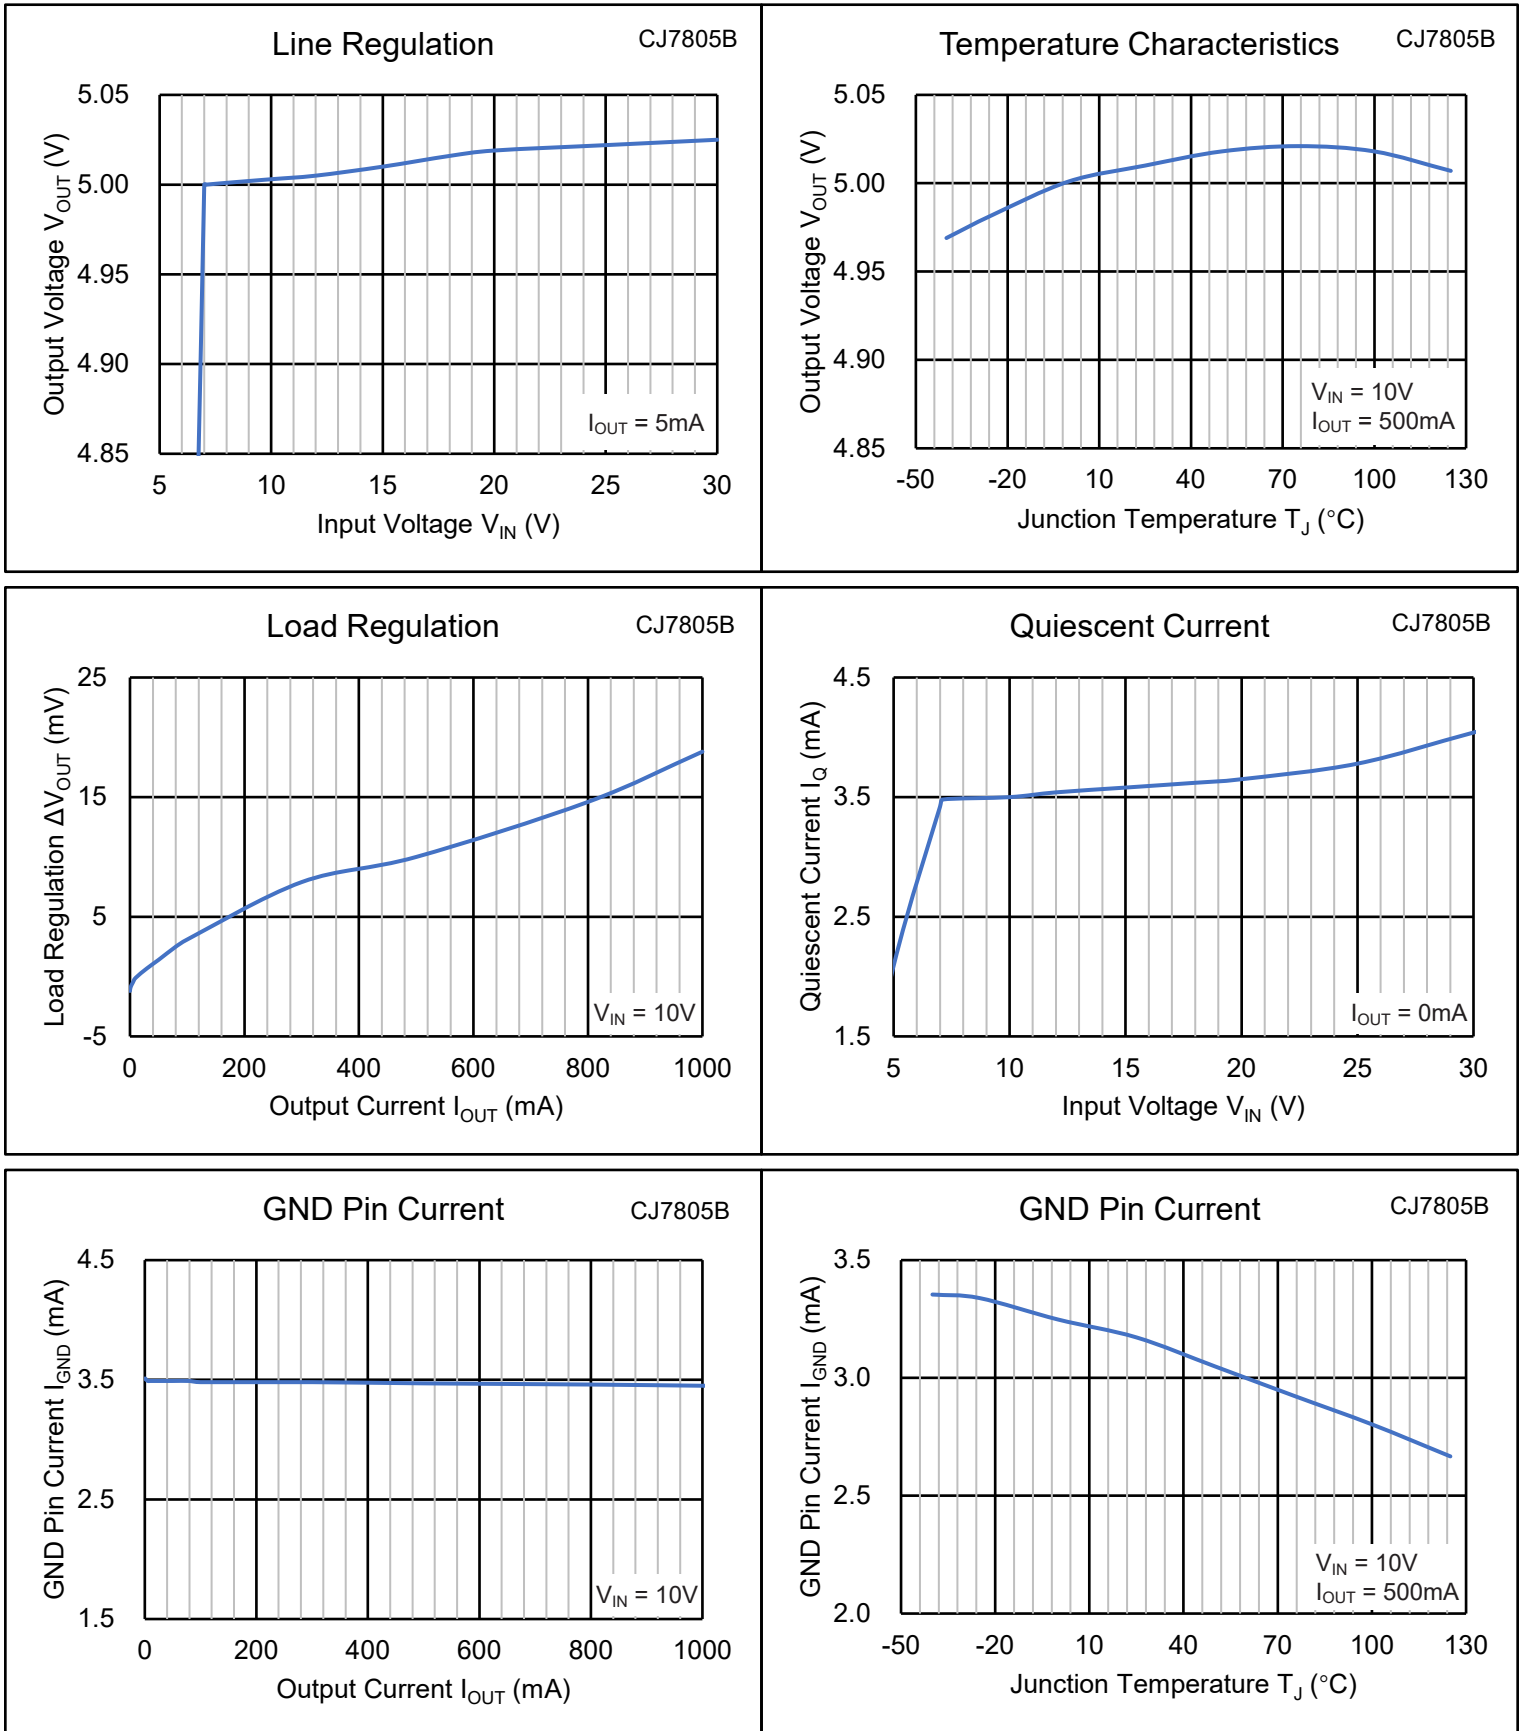 Line Regulation CJ7805B
Output Voltage VOUT (V)
5.05
5.00
4.95
4.90
4.85
IOUT = 5mA
5 10 15 20 25 30
Input Voltage VIN (V)
Temperature Characteristics CJ7805B
Output Voltage VOUT (V)
5.05
5.00
4.95
4.90
4.85
VIN = 10V
IOUT = 500mA
-50 -20 10 40 70 100 130
Junction Temperature TJ (°C)
Load Regulation CJ7805B
Load Regulation ΔVOUT (mV)
25
15
5
-5
VIN = 10V
0 200 400 600 800 1000
Output Current IOUT (mA)
Quiescent Current CJ7805B
Quiescent Current IQ (mA)
4.5
3.5
2.5
1.5
IOUT = 0mA
5 10 15 20 25 30
Input Voltage VIN (V)
GND Pin Current CJ7805B
GND Pin Current IGND (mA)
4.5
3.5
2.5
1.5
VIN = 10V
0 200 400 600 800 1000
Output Current IOUT (mA)
GND Pin Current CJ7805B
GND Pin Current IGND (mA)
3.5
3.0
2.5
2.0
VIN = 10V
IOUT = 500mA
-50 -20 10 40 70 100 130
Junction Temperature TJ (°C)